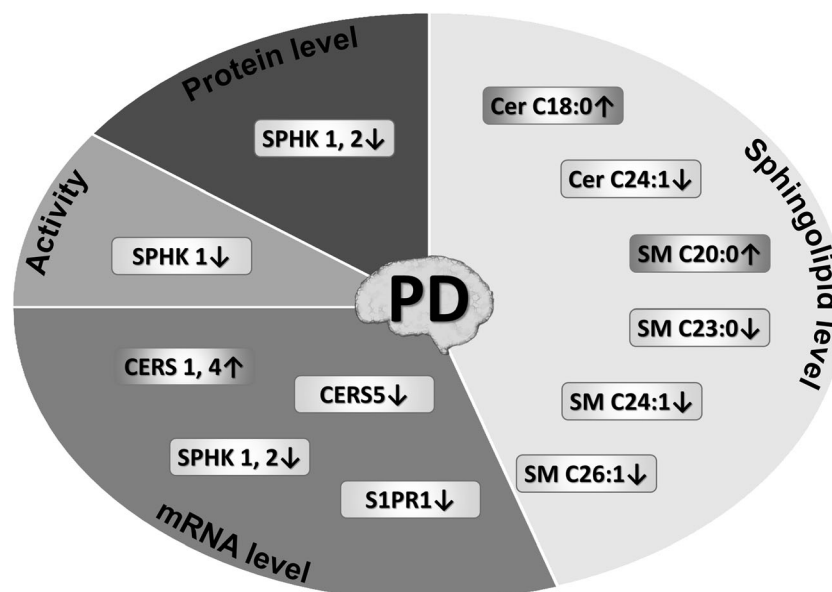 Protein level
SPHK 1, 2↓
Activity
SPHK 1↓
PD
Cer C18:0↑
Cer C24:1↓
SM C20:0↑
SM C23:0↓
SM C24:1↓
SM C26:1↓
Sphingolipid level
CERS 1, 4↑
CERS5↓
SPHK 1, 2↓
S1PR1↓
mRNA level